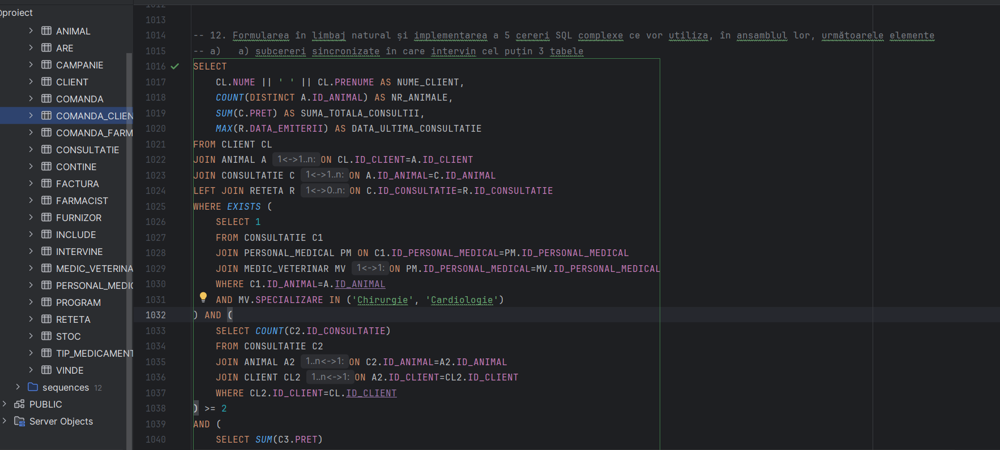 @proiect
ANIMAL
ARE
CAMPANIE
CLIENT
COMANDA
COMANDA_CLIEN
COMANDA_FARM
CONSULTATIE
CONTINE
FACTURA
FARMACIST
FURNIZOR
INCLUDE
INTERVINE
MEDIC_VETERINA
PERSONAL_MEDIC
PROGRAM
RETETA
STOC
TIP_MEDICAMENT
VINDE
sequences 12
PUBLIC
Server Objects
1012
1013
1014 -- 12. Formularea în limbaj natural și implementarea a 5 cereri SQL complexe ce vor utiliza, în ansamblul lor, următoarele elemente
1015 -- a)   a) subcereri sincronizate în care intervin cel puțin 3 tabele
1016 SELECT
1017     CL.NUME || ' ' || CL.PRENUME AS NUME_CLIENT,
1018     COUNT(DISTINCT A.ID_ANIMAL) AS NR_ANIMALE,
1019     SUM(C.PRET) AS SUMA_TOTALA_CONSULTII,
1020     MAX(R.DATA_EMITERII) AS DATA_ULTIMA_CONSULTATIE
1021 FROM CLIENT CL
1022 JOIN ANIMAL A 1<->1..n: ON CL.ID_CLIENT=A.ID_CLIENT
1023 JOIN CONSULTATIE C 1<->1..n: ON A.ID_ANIMAL=C.ID_ANIMAL
1024 LEFT JOIN RETETA R 1<->0..n: ON C.ID_CONSULTATIE=R.ID_CONSULTATIE
1025 WHERE EXISTS (
1026     SELECT 1
1027     FROM CONSULTATIE C1
1028     JOIN PERSONAL_MEDICAL PM ON C1.ID_PERSONAL_MEDICAL=PM.ID_PERSONAL_MEDICAL
1029     JOIN MEDIC_VETERINAR MV 1<->1: ON PM.ID_PERSONAL_MEDICAL=MV.ID_PERSONAL_MEDICAL
1030     WHERE C1.ID_ANIMAL=A.ID_ANIMAL
1031     AND MV.SPECIALIZARE IN ('Chirurgie', 'Cardiologie')
1032 ) AND (
1033     SELECT COUNT(C2.ID_CONSULTATIE)
1034     FROM CONSULTATIE C2
1035     JOIN ANIMAL A2 1..n<->1: ON C2.ID_ANIMAL=A2.ID_ANIMAL
1036     JOIN CLIENT CL2 1..n<->1: ON A2.ID_CLIENT=CL2.ID_CLIENT
1037     WHERE CL2.ID_CLIENT=CL.ID_CLIENT
1038 ) >= 2
1039 AND (
1040     SELECT SUM(C3.PRET)